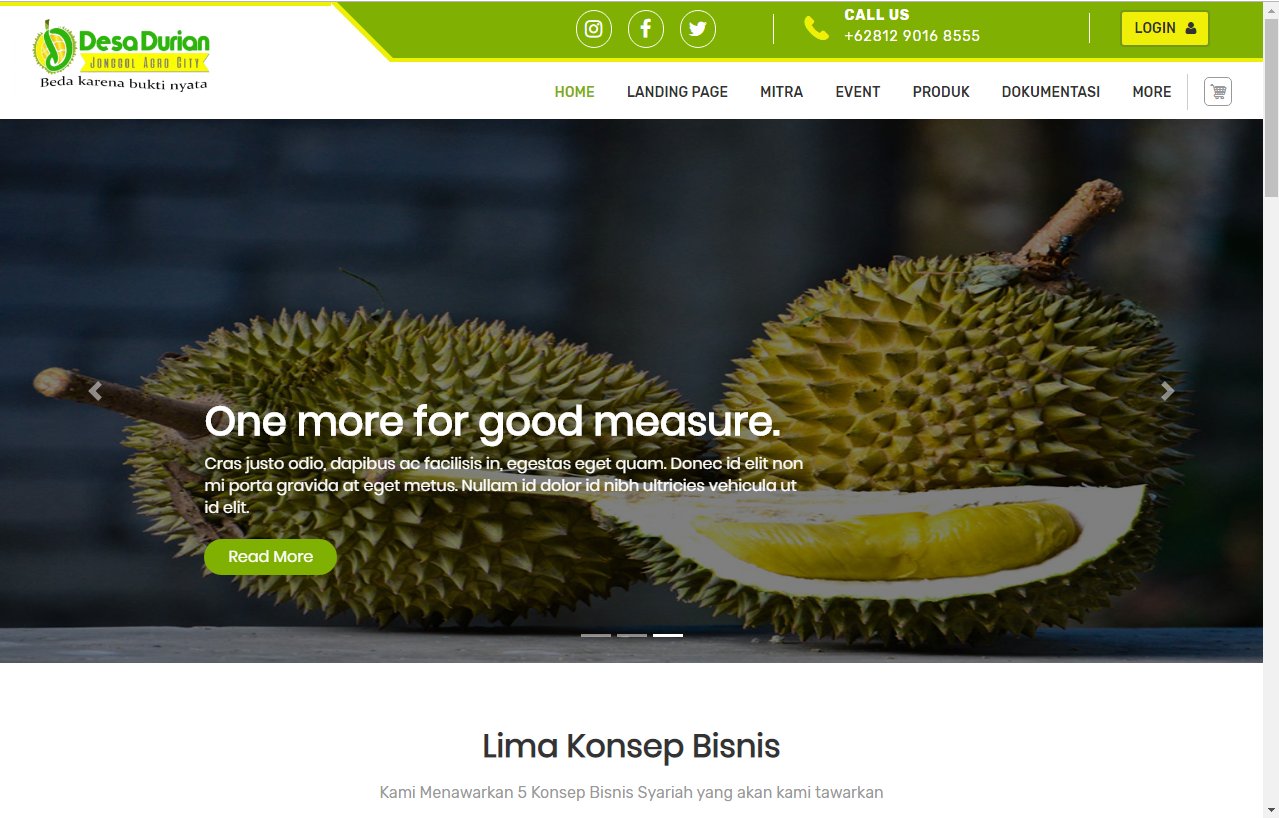 Desa Durian
Jonggol Agro City
Beda karena bukti nyata
CALL US
+62812 9016 8555
LOGIN
HOME
LANDING PAGE
MITRA
EVENT
PRODUK
DOKUMENTASI
MORE
One more for good measure.
Cras justo odio, dapibus ac facilisis in, egestas eget quam. Donec id elit non
mi porta gravida at eget metus. Nullam id dolor id nibh ultricies vehicula ut
id elit.
Read More
Lima Konsep Bisnis
Kami Menawarkan 5 Konsep Bisnis Syariah yang akan kami tawarkan